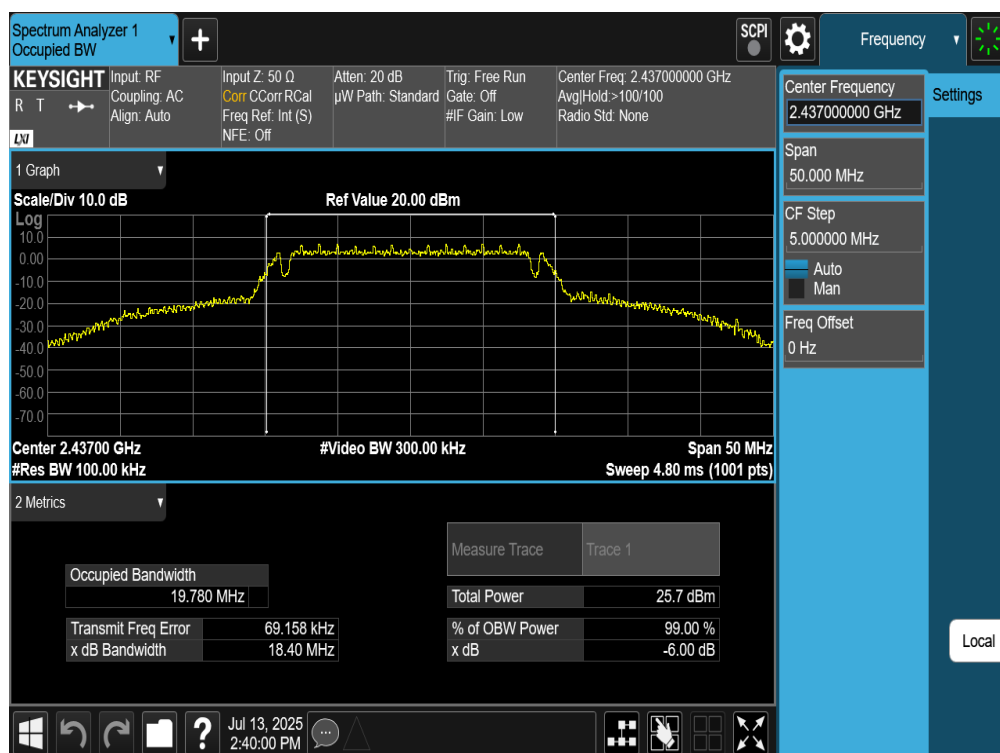 Spectrum Analyzer 1
Occupied BW
+
SCPI
Frequency
KEYSIGHT
R T
LXI
Input: RF
Coupling: AC
Align: Auto
Input Z: 50 Ω
Corr CCorr RCal
Freq Ref: Int (S)
NFE: Off
Atten: 20 dB
µW Path: Standard
Trig: Free Run
Gate: Off
#IF Gain: Low
Center Freq: 2.437000000 GHz
Avg|Hold:>100/100
Radio Std: None
Center Frequency
2.437000000 GHz
Settings
Span
50.000 MHz
CF Step
5.000000 MHz
Auto
Man
Freq Offset
0 Hz
1 Graph
Scale/Div 10.0 dB
Ref Value 20.00 dBm
Log
10.0
0.00
-10.0
-20.0
-30.0
-40.0
-50.0
-60.0
-70.0
Center 2.43700 GHz
#Video BW 300.00 kHz
Span 50 MHz
#Res BW 100.00 kHz
Sweep 4.80 ms (1001 pts)
2 Metrics
Measure Trace
Trace 1
Occupied Bandwidth
19.780 MHz
Total Power
25.7 dBm
Transmit Freq Error
69.158 kHz
% of OBW Power
99.00 %
x dB Bandwidth
18.40 MHz
x dB
-6.00 dB
Local
?
Jul 13, 2025
2:40:00 PM